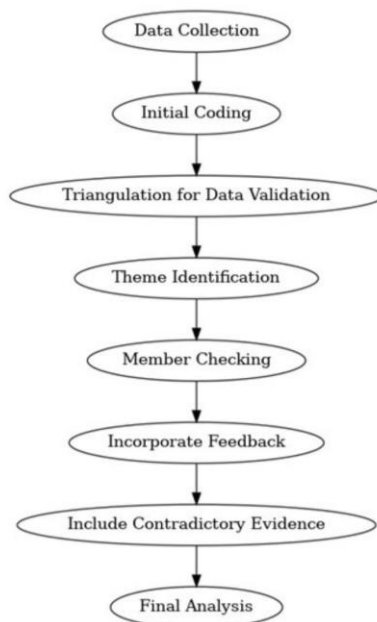 Data Collection
Initial Coding
Triangulation for Data Validation
Theme Identification
Member Checking
Incorporate Feedback
Include Contradictory Evidence
Final Analysis